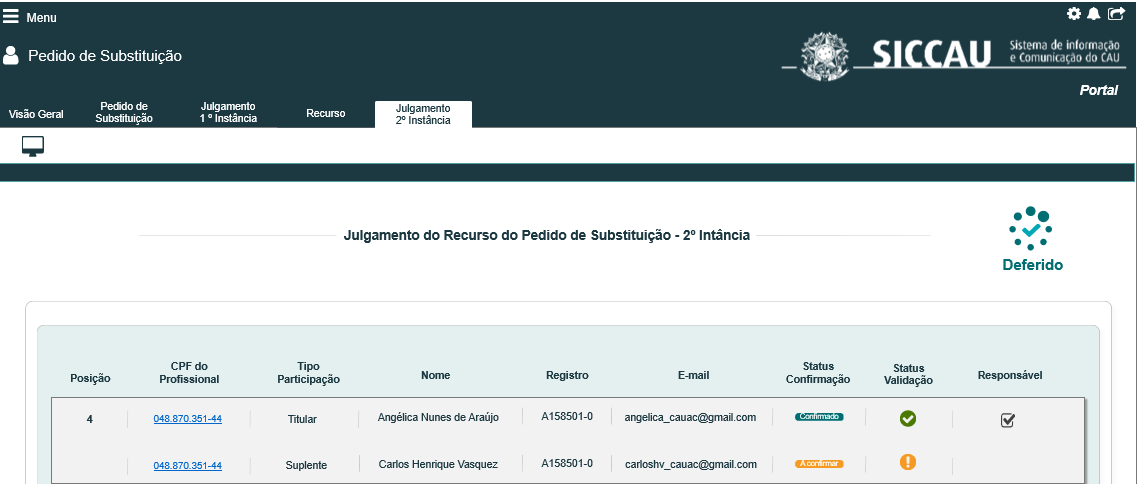 Menu
Pedido de Substituição
SICCAU
Sistema de informação
e Comunicação do CAU
Portal
Visão Geral
Pedido de
Substituição
Julgamento
1 º Instância
Recurso
Julgamento
2º Instância
Julgamento do Recurso do Pedido de Substituição - 2º Intância
Deferido
Posição
CPF do
Profissional
Tipo
Participação
Nome
Registro
E-mail
Status
Confirmação
Status
Validação
Responsável
4 048.870.351-44 Titular Angélica Nunes de Araújo A158501-0 angelica_cauac@gmail.com Confirmado
048.870.351-44 Suplente Carlos Henrique Vasquez A158501-0 carloshv_cauac@gmail.com A confirmar